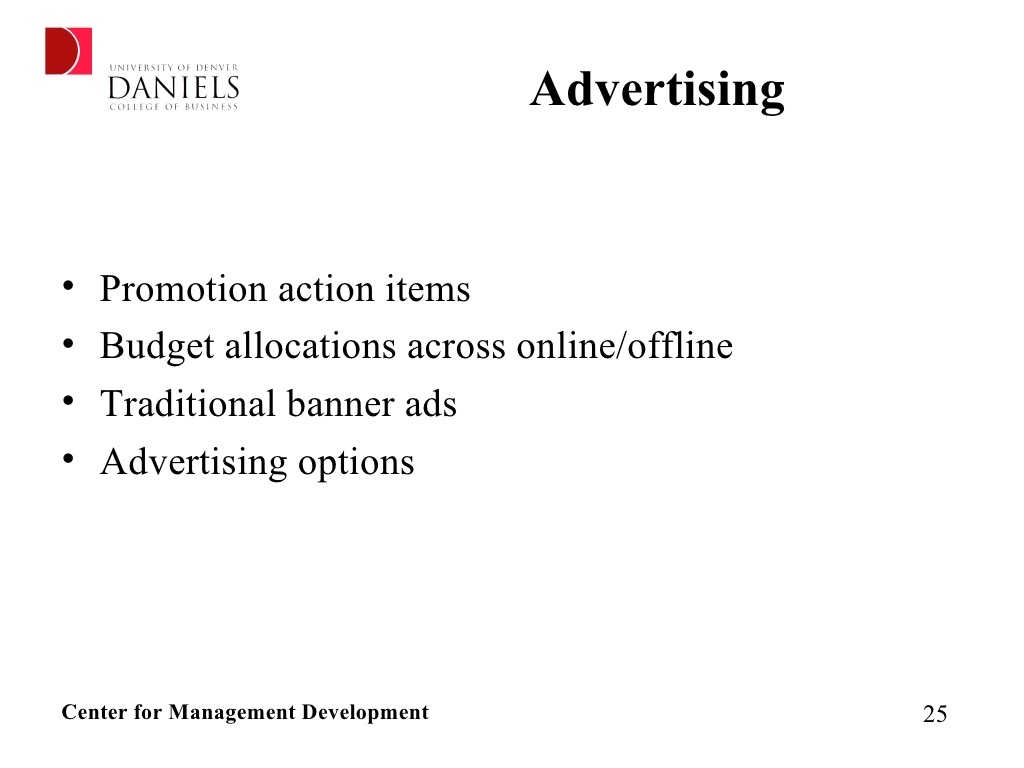 UNIVERSITY OF DENVER
DANIELS
COLLEGE OF BUSINESS
Advertising
• Promotion action items
• Budget allocations across online/offline
• Traditional banner ads
• Advertising options
Center for Management Development
25